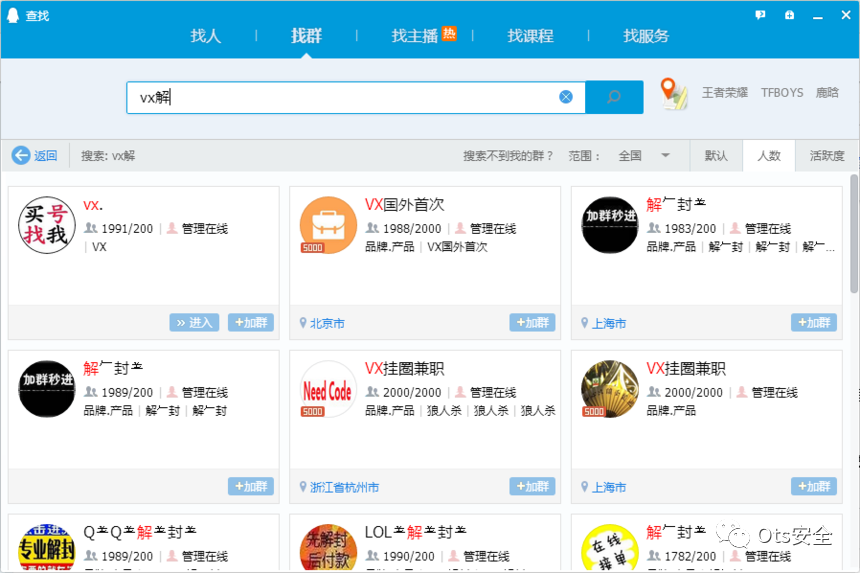 查找
找人
找群
找主播 热
找课程
找服务
vx解
王者荣耀 TFBOYS 鹿晗
返回 搜索: vx解 搜索不到我的群？ 范围： 全国 默认 人数 活跃度
买号
找我
vx.
1991/200 管理在线
VX
» 进入 +加群
5000
VX国外首次
1988/2000 管理在线
品牌.产品 VX国外首次
北京市 +加群
加群秒进
解亠封
1983/200 管理在线
品牌.产品 解亠封 解亠封 解亠...
上海市 +加群
加群秒进
解亠封
1989/200 管理在线
品牌.产品 解亠封 解亠封
+加群
Need Code
5000
VX挂圈兼职
2000/2000 管理在线
品牌.产品 狼人杀 狼人杀 狼人杀
浙江省杭州市 +加群
5000
VX挂圈兼职
2000/2000 管理在线
品牌.产品
上海市 +加群
专业解封
Q Q 解 封
1989/200 管理在线
先解封
后付款
LOL 解 封
1990/200 管理在线
在线
接单
解 封
1782/200 管理在线
Ots安全